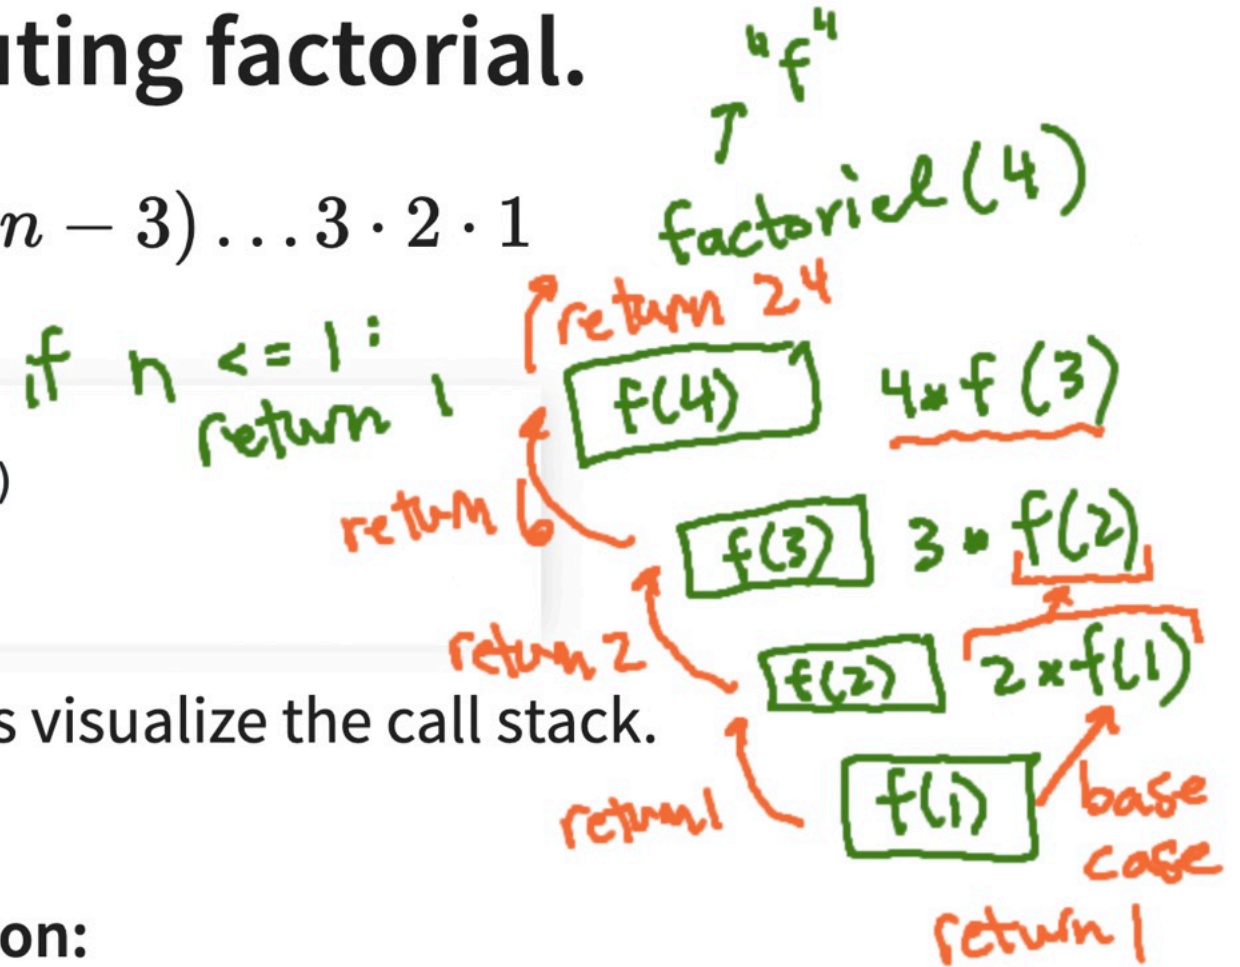 uting factorial.
"f"
factoriel(4)
n − 3) … 3 · 2 · 1
return 24
if n <= 1 :
return 1
f(4) 4*f(3)
)
return 6
f(3) 3 * f(2)
return 2
f(2) 2 * f(1)
s visualize the call stack.
return 1
f(1)
base
case
return 1
on: